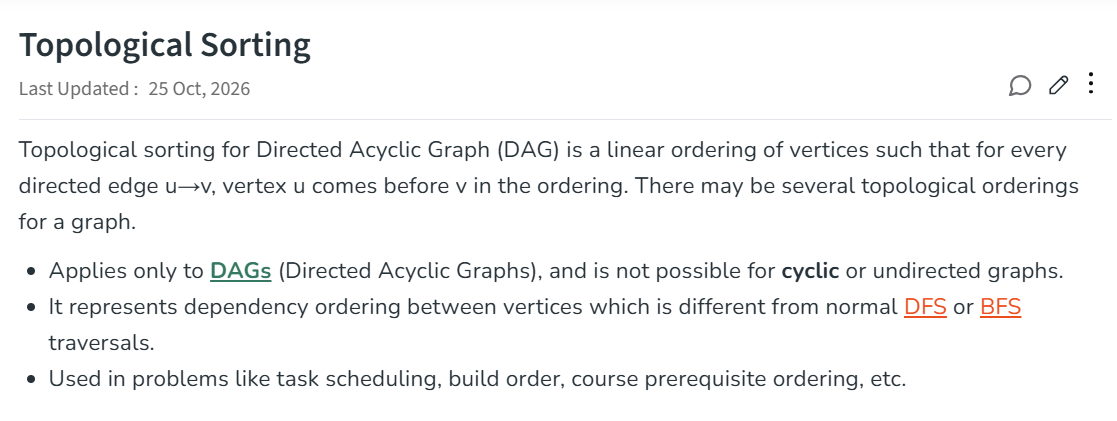 Topological Sorting
Last Updated : 25 Oct, 2026
Topological sorting for Directed Acyclic Graph (DAG) is a linear ordering of vertices such that for every
directed edge u→v, vertex u comes before v in the ordering. There may be several topological orderings
for a graph.
• Applies only to DAGs (Directed Acyclic Graphs), and is not possible for cyclic or undirected graphs.
• It represents dependency ordering between vertices which is different from normal DFS or BFS
traversals.
• Used in problems like task scheduling, build order, course prerequisite ordering, etc.